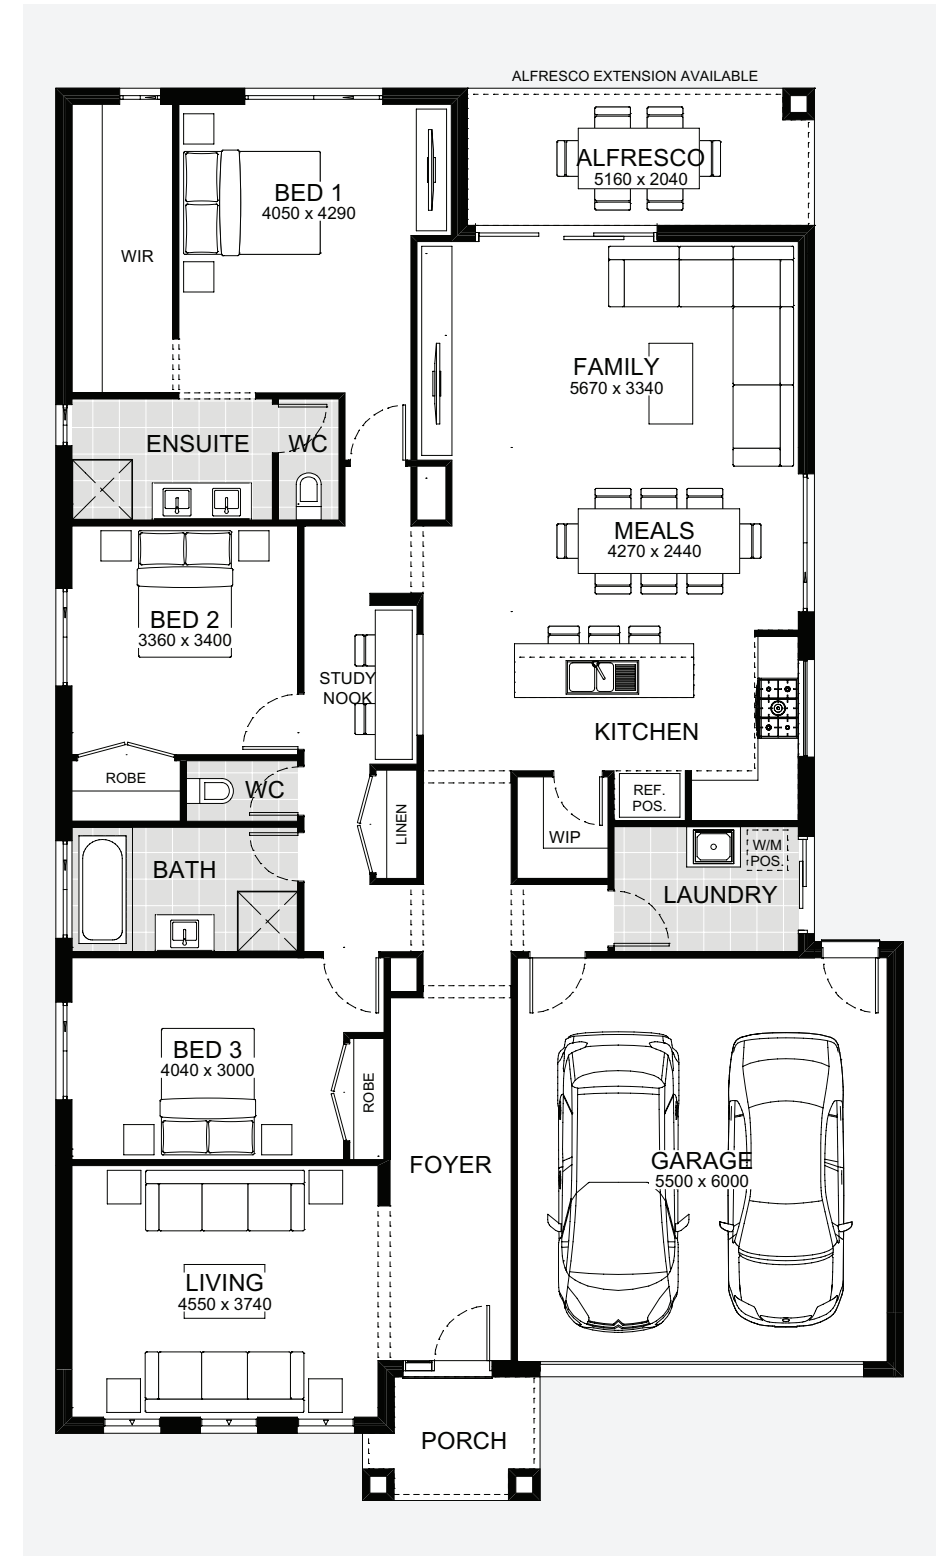 ALFRESCO EXTENSION AVAILABLE
ALFRESCO
5160 x 2040
BED 1
4050 x 4290
WIR
FAMILY
5670 x 3340
ENSUITE
WC
MEALS
4270 x 2440
BED 2
3360 x 3400
STUDY
NOOK
KITCHEN
ROBE
WC
REF.
POS.
LINEN
WIP
W/M
POS.
BATH
LAUNDRY
BED 3
4040 x 3000
ROBE
FOYER
GARAGE
5500 x 6000
LIVING
4550 x 3740
PORCH